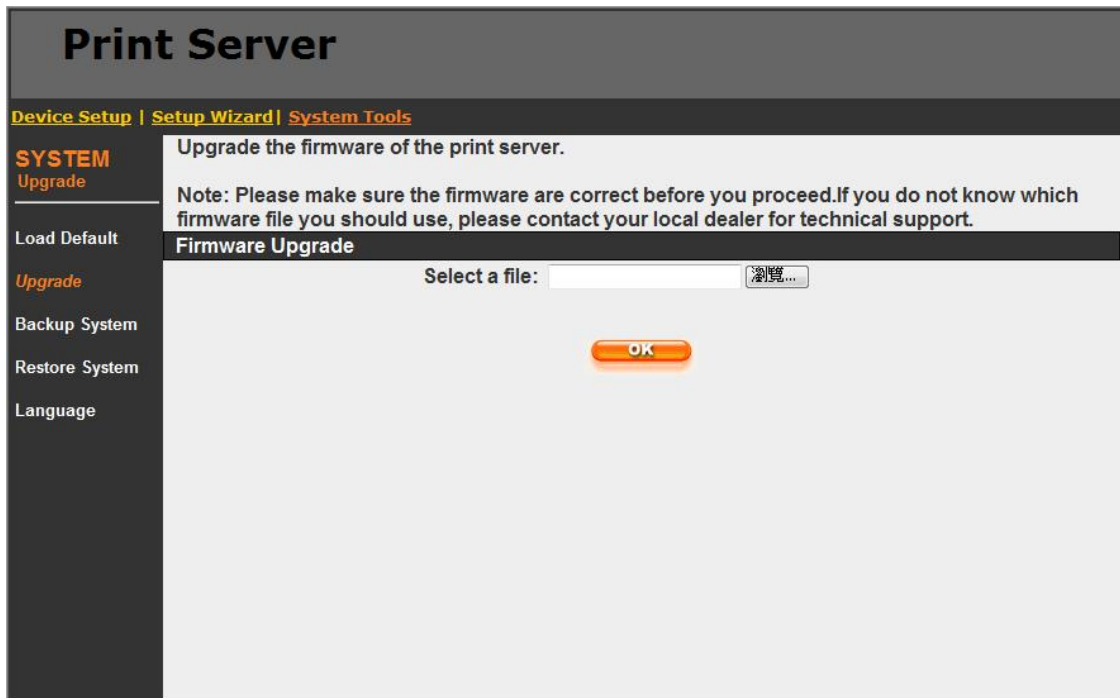 Print Server
Device Setup | Setup Wizard| System Tools
SYSTEM
Upgrade
Load Default
Upgrade
Backup System
Restore System
Language
Upgrade the firmware of the print server.
Note: Please make sure the firmware are correct before you proceed.If you do not know which
firmware file you should use, please contact your local dealer for technical support.
Firmware Upgrade
Select a file: 瀏覽...
OK